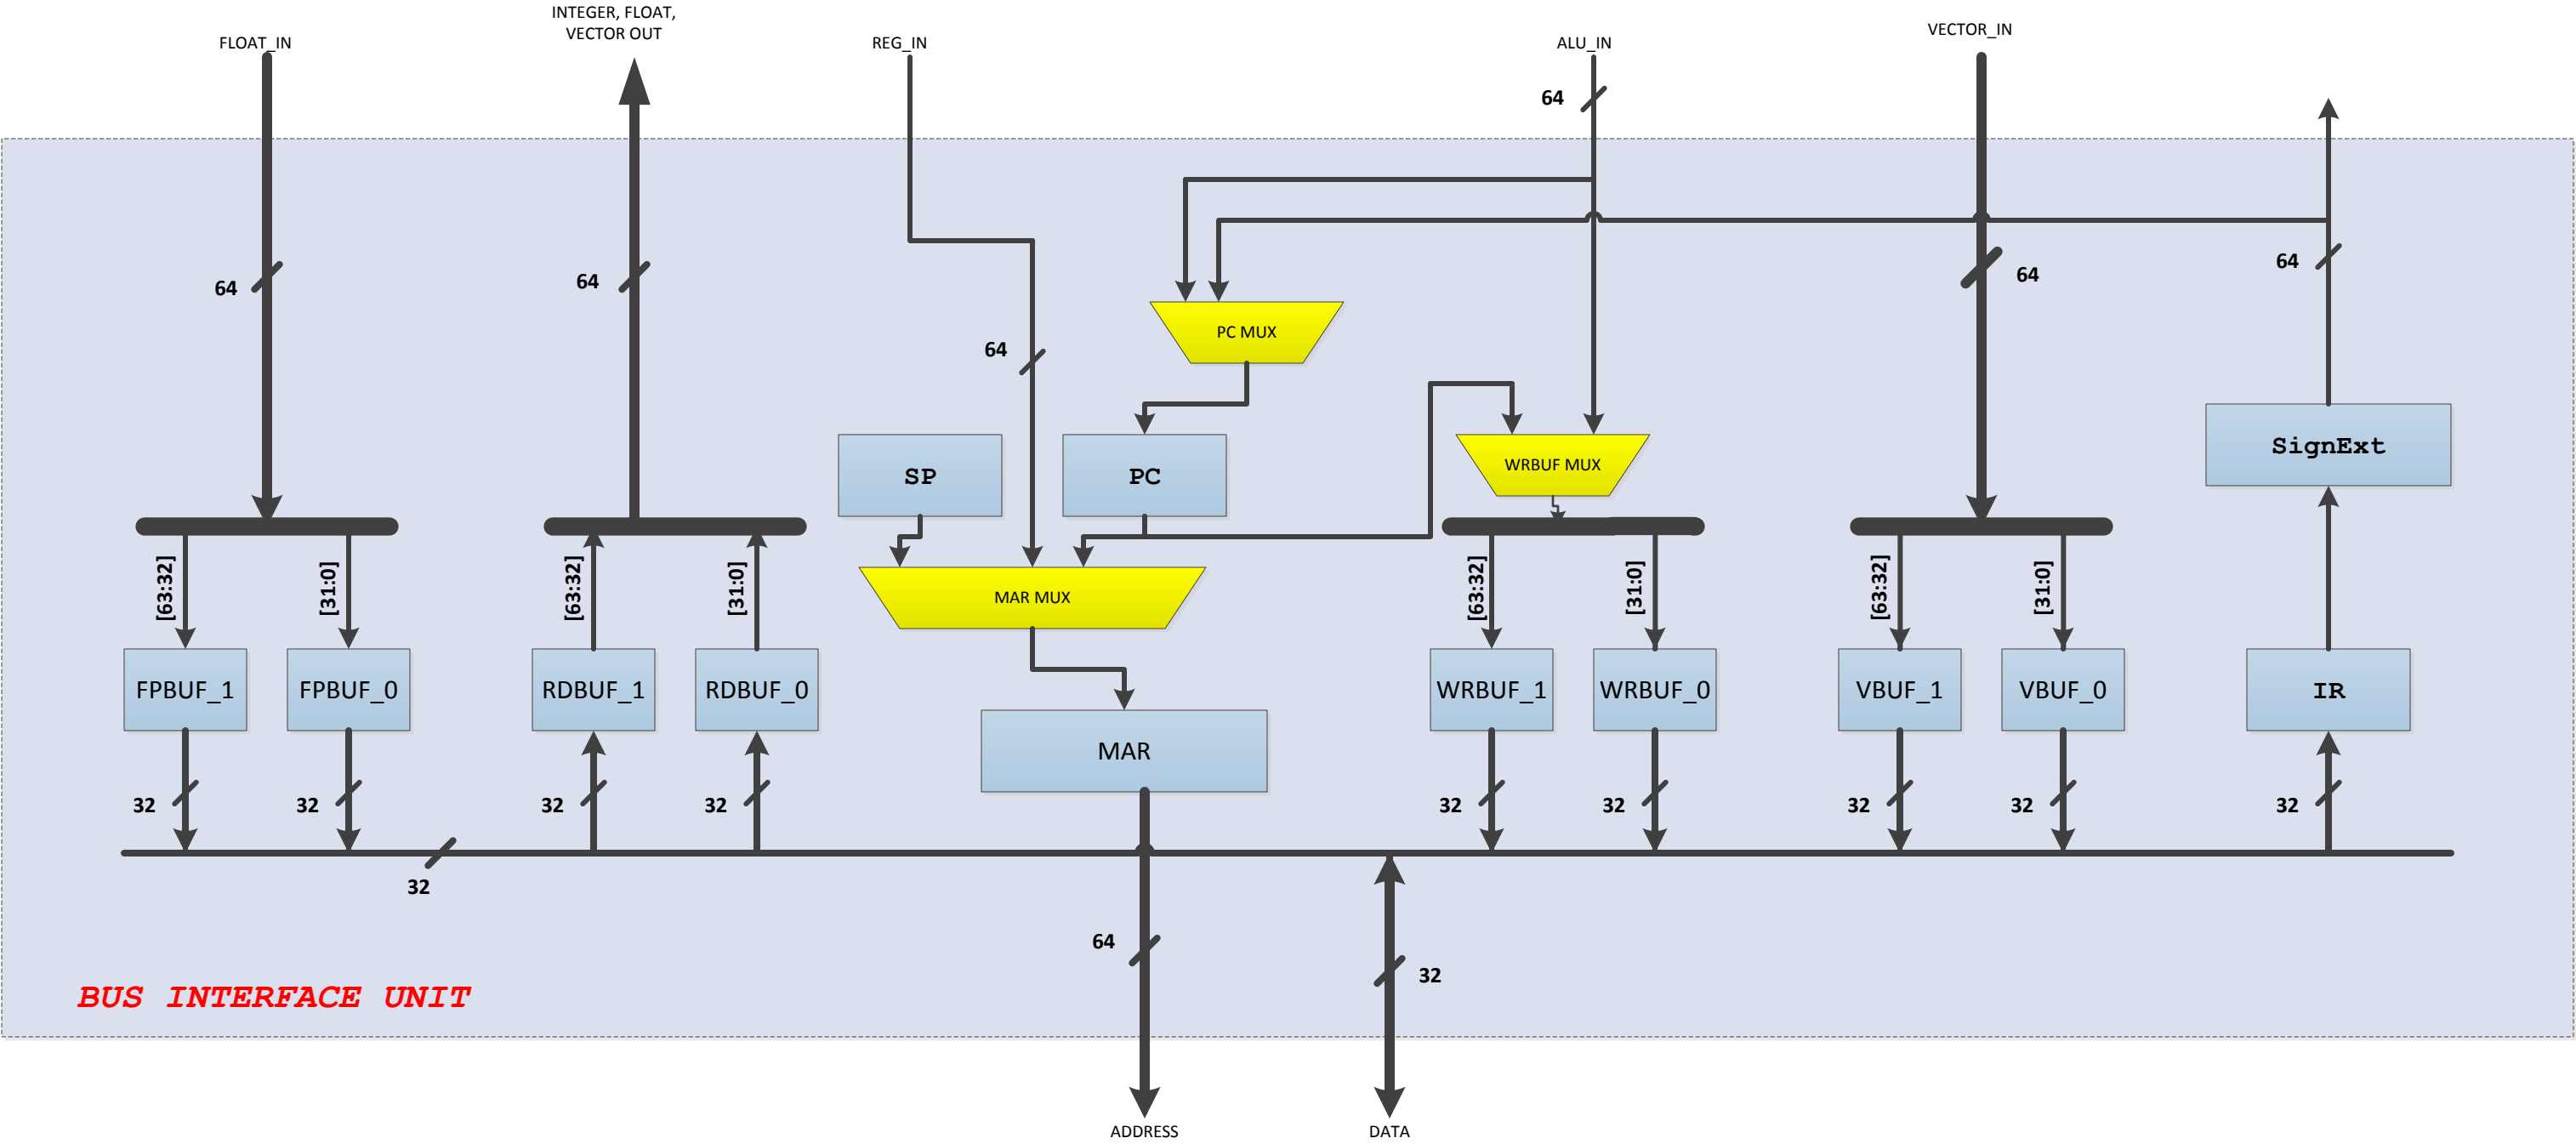 INTEGER, FLOAT,
VECTOR OUT
FLOAT_IN
REG_IN
ALU_IN
VECTOR_IN
64
64
64
64
64
64
64
PC MUX
SP
PC
WRBUF MUX
SignExt
[63:32]
[31:0]
[63:32]
[31:0]
MAR MUX
[63:32]
[31:0]
[63:32]
[31:0]
FPBUF_1
FPBUF_0
RDBUF_1
RDBUF_0
WRBUF_1
WRBUF_0
VBUF_1
VBUF_0
IR
MAR
32
32
32
32
32
32
32
32
32
32
64
32
BUS INTERFACE UNIT
ADDRESS
DATA